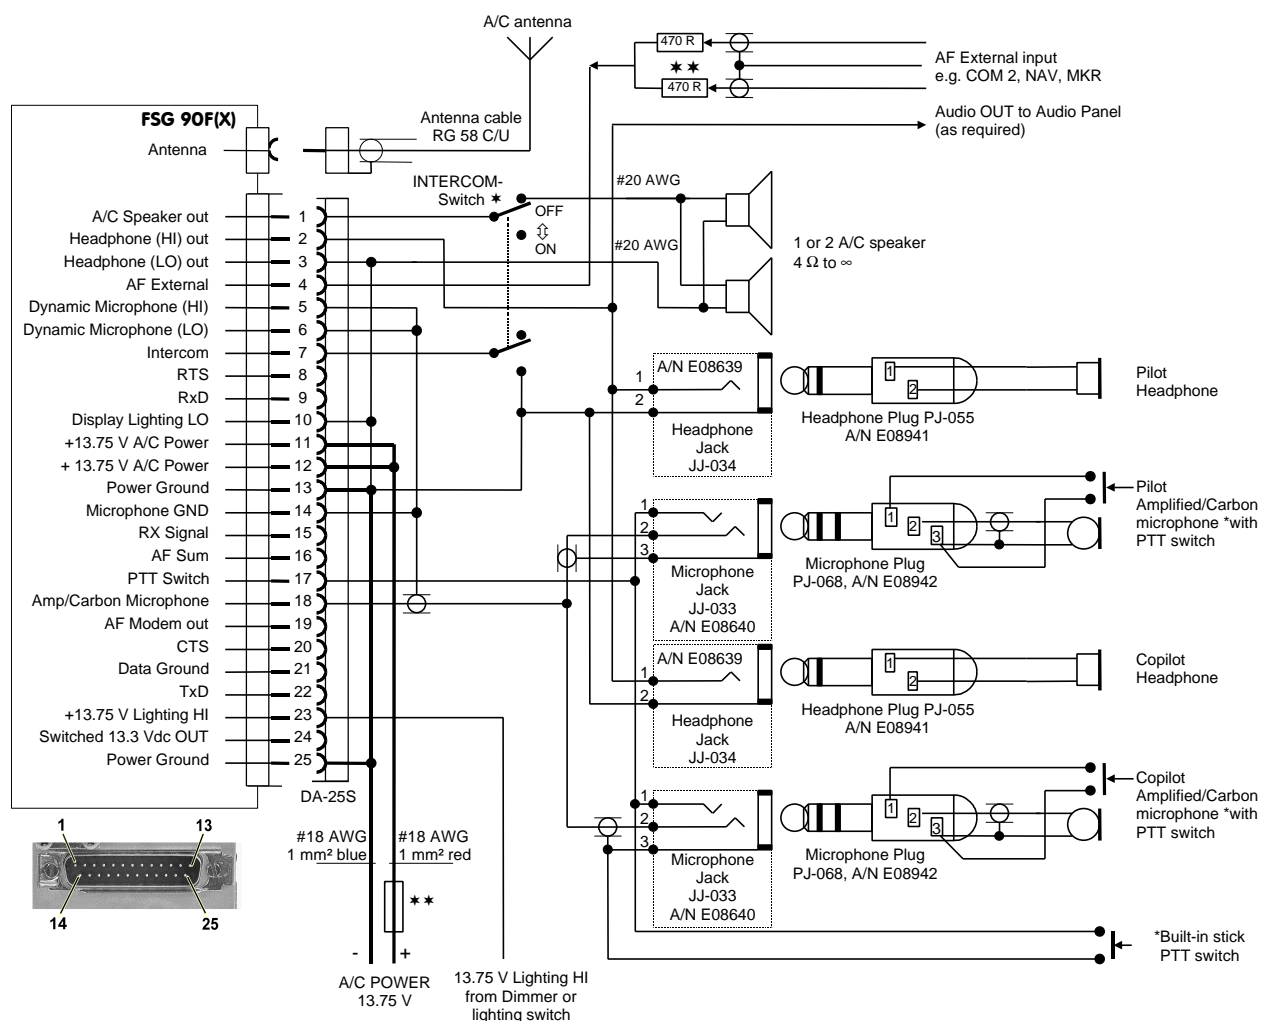 A/C antenna
470 R
★ ★
470 R
AF External input
e.g. COM 2, NAV, MKR
Audio OUT to Audio Panel
(as required)
FSG 90F(X)
Antenna
Antenna cable
RG 58 C/U
INTERCOM-
Switch ★
OFF
ON
#20 AWG
#20 AWG
1 or 2 A/C speaker
4 Ω to ∞
A/C Speaker out 1
Headphone (HI) out 2
Headphone (LO) out 3
AF External 4
Dynamic Microphone (HI) 5
Dynamic Microphone (LO) 6
Intercom 7
RTS 8
RxD 9
Display Lighting LO 10
+13.75 V A/C Power 11
+ 13.75 V A/C Power 12
Power Ground 13
Microphone GND 14
RX Signal 15
AF Sum 16
PTT Switch 17
Amp/Carbon Microphone 18
AF Modem out 19
CTS 20
Data Ground 21
TxD 22
+13.75 V Lighting HI 23
Switched 13.3 Vdc OUT 24
Power Ground 25
DA-25S
A/N E08639
1
2
Headphone
Jack
JJ-034
1
2
Headphone Plug PJ-055
A/N E08941
Pilot
Headphone
1
2
3
Microphone
Jack
JJ-033
A/N E08640
1
2
3
Microphone Plug
PJ-068, A/N E08942
Pilot
Amplified/Carbon
microphone *with
PTT switch
A/N E08639
1
2
Headphone
Jack
JJ-034
1
2
Headphone Plug PJ-055
A/N E08941
Copilot
Headphone
1
2
3
Microphone
Jack
JJ-033
A/N E08640
1
2
3
Microphone Plug
PJ-068, A/N E08942
Copilot
Amplified/Carbon
microphone *with
PTT switch
*Built-in stick
PTT switch
1 13
14 25
#18 AWG
1 mm² blue
#18 AWG
1 mm² red
★ ★
- +
A/C POWER
13.75 V
13.75 V Lighting HI
from Dimmer or
lighting switch